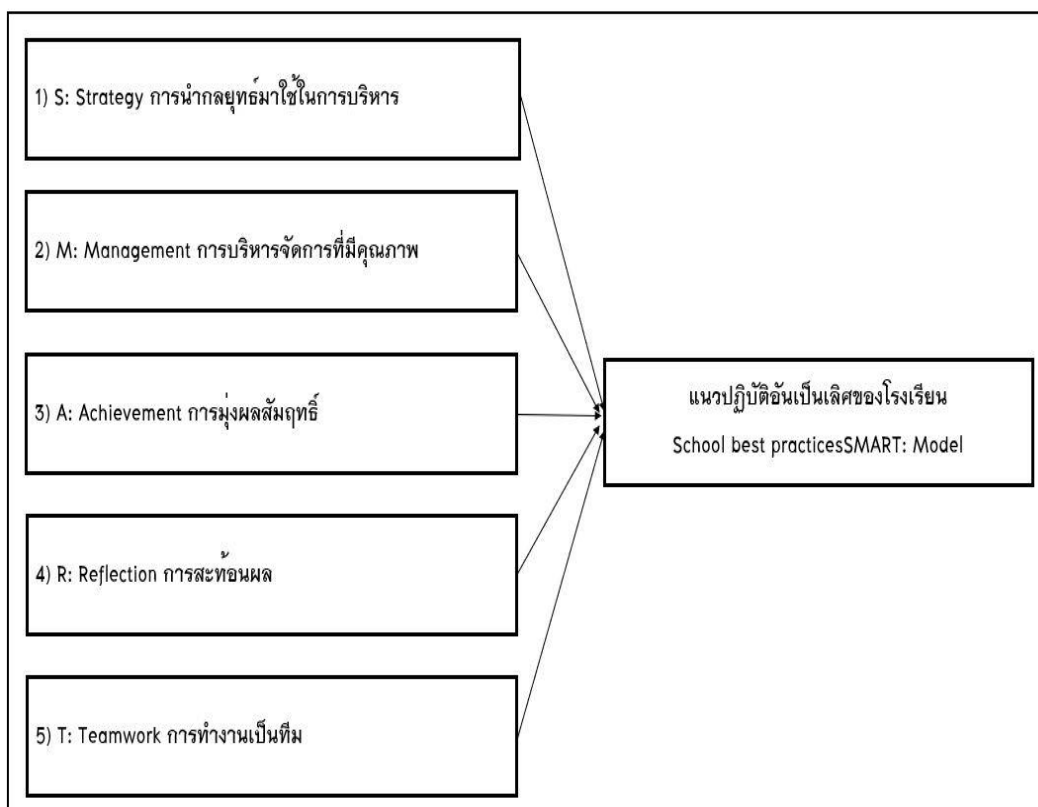 1) S: Strategy การนำกลยุทธ์มาใช้ในการบริหาร
2) M: Management การบริหารจัดการที่มีคุณภาพ
3) A: Achievement การมุ่งผลสัมฤทธิ์
แนวปฏิบัติอันเป็นเลิศของโรงเรียน
School best practicesSMART: Model
4) R: Reflection การสะท้อนผล
5) T: Teamwork การทำงานเป็นทีม